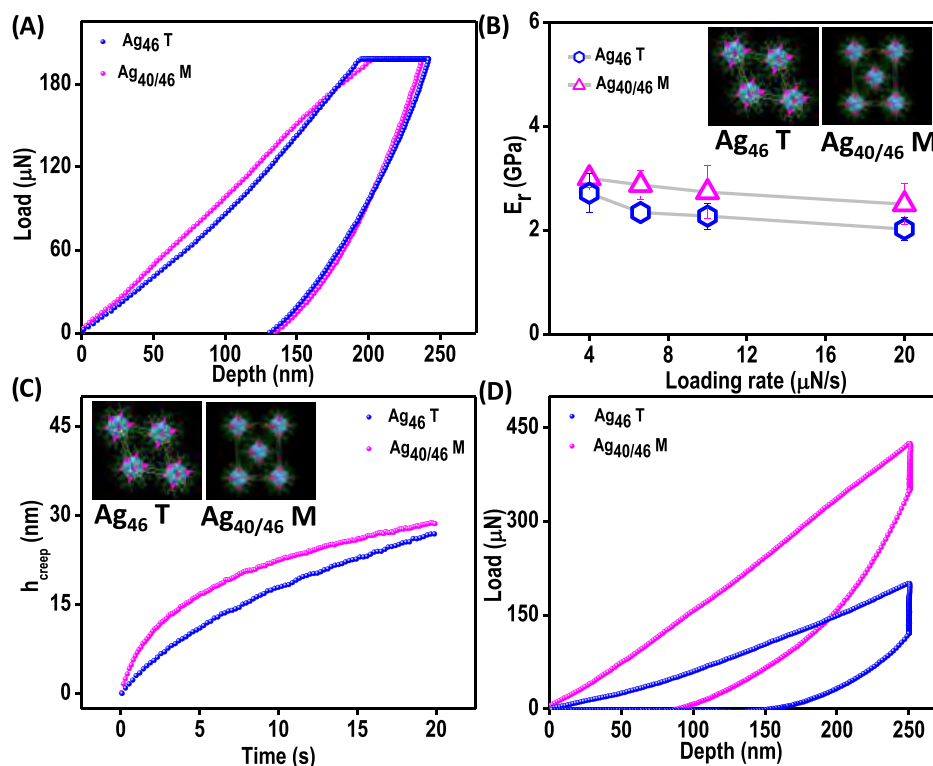 (A)
Ag46 T
Ag40/46 M
180
120
60
0
Load (μN)
0 50 100 150 200 250
Depth (nm)
(B)
Ag46 T
Ag40/46 M
Ag46 T Ag40/46 M
6
4
2
0
Er (GPa)
4 8 12 16 20
Loading rate (μN/s)
(C)
Ag46 T
Ag40/46 M
Ag46 T Ag40/46 M
45
30
15
0
hcreep (nm)
0 5 10 15 20
Time (s)
(D)
Ag46 T
Ag40/46 M
450
300
150
0
Load (μN)
0 50 100 150 200 250
Depth (nm)